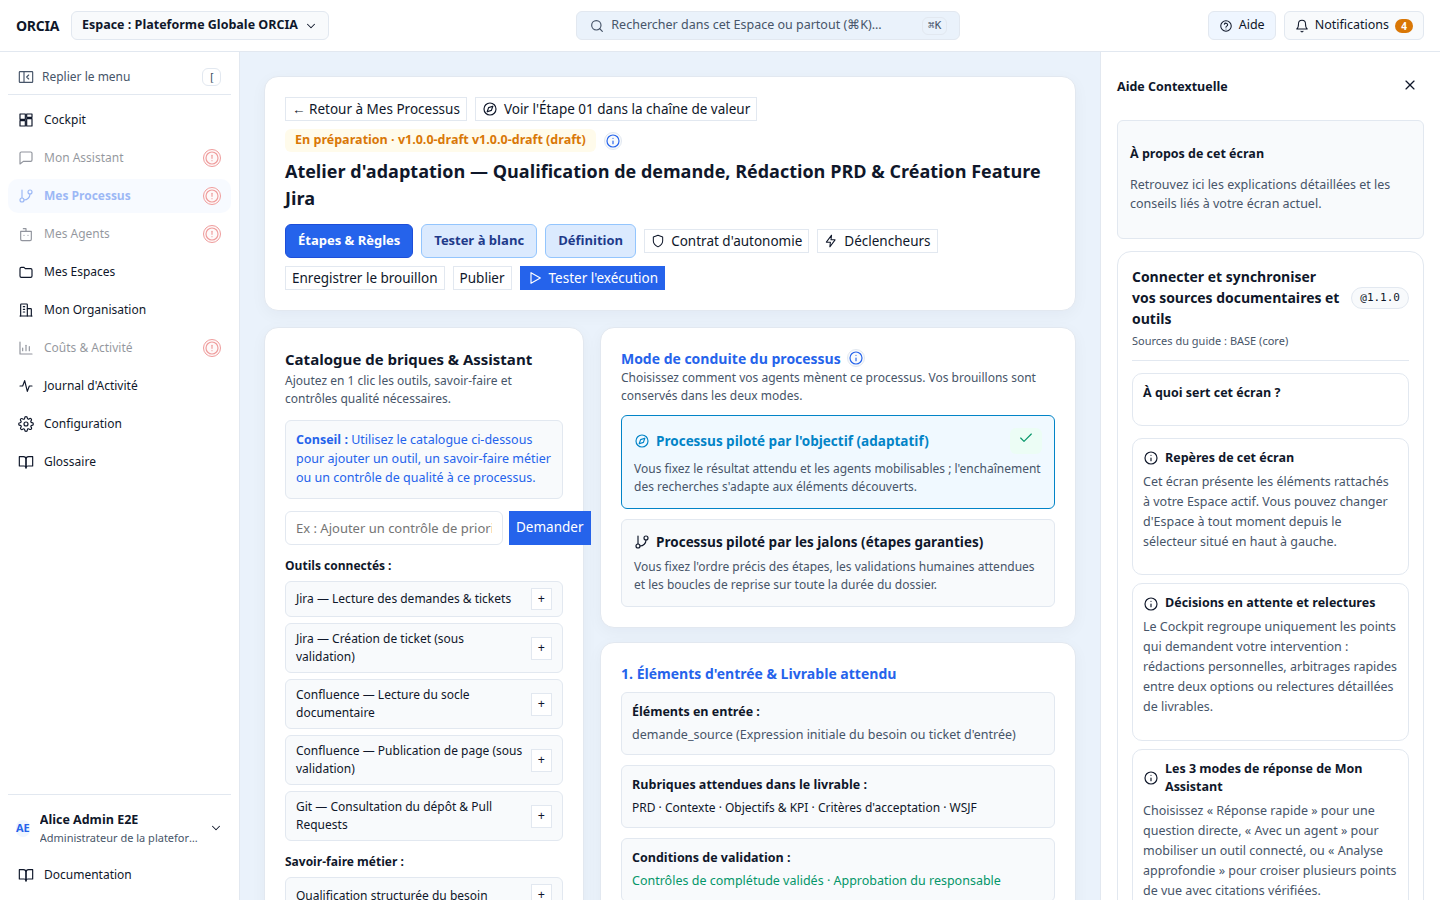 ORCIA
Espace : Plateforme Globale ORCIA
Rechercher dans cet Espace ou partout (⌘K)...
⌘K
Aide
Notifications
4
Replier le menu
[
Cockpit
Mon Assistant
Mes Processus
Mes Agents
Mes Espaces
Mon Organisation
Coûts & Activité
Journal d'Activité
Configuration
Glossaire
AE
Alice Admin E2E
Administrateur de la platefor...
Documentation
← Retour à Mes Processus
Voir l'Étape 01 dans la chaîne de valeur
En préparation · v1.0.0-draft v1.0.0-draft (draft)
Atelier d'adaptation — Qualification de demande, Rédaction PRD & Création Feature
Jira
Étapes & Règles
Tester à blanc
Définition
Contrat d'autonomie
Déclencheurs
Enregistrer le brouillon
Publier
Tester l'exécution
Catalogue de briques & Assistant
Ajoutez en 1 clic les outils, savoir-faire et
contrôles qualité nécessaires.
Conseil : Utilisez le catalogue ci-dessous
pour ajouter un outil, un savoir-faire métier
ou un contrôle de qualité à ce processus.
Ex : Ajouter un contrôle de priori
Demander
Outils connectés :
Jira — Lecture des demandes & tickets
+
Jira — Création de ticket (sous
validation)
+
Confluence — Lecture du socle
documentaire
+
Confluence — Publication de page (sous
validation)
+
Git — Consultation du dépôt & Pull
Requests
+
Savoir-faire métier :
Qualification structurée du besoin
+
Mode de conduite du processus
Choisissez comment vos agents mènent ce processus. Vos brouillons sont
conservés dans les deux modes.
Processus piloté par l'objectif (adaptatif)
Vous fixez le résultat attendu et les agents mobilisables ; l'enchaînement
des recherches s'adapte aux éléments découverts.
Processus piloté par les jalons (étapes garanties)
Vous fixez l'ordre précis des étapes, les validations humaines attendues
et les boucles de reprise sur toute la durée du dossier.
1. Éléments d'entrée & Livrable attendu
Éléments en entrée :
demande_source (Expression initiale du besoin ou ticket d'entrée)
Rubriques attendues dans le livrable :
PRD · Contexte · Objectifs & KPI · Critères d'acceptation · WSJF
Conditions de validation :
Contrôles de complétude validés · Approbation du responsable
Aide Contextuelle
À propos de cet écran
Retrouvez ici les explications détaillées et les
conseils liés à votre écran actuel.
Connecter et synchroniser
vos sources documentaires et
outils
@1.1.0
Sources du guide : BASE (core)
À quoi sert cet écran ?
Repères de cet écran
Cet écran présente les éléments rattachés
à votre Espace actif. Vous pouvez changer
d'Espace à tout moment depuis le
sélecteur situé en haut à gauche.
Décisions en attente et relectures
Le Cockpit regroupe uniquement les points
qui demandent votre intervention :
rédactions personnelles, arbitrages rapides
entre deux options ou relectures détaillées
de livrables.
Les 3 modes de réponse de Mon
Assistant
Choisissez « Réponse rapide » pour une
question directe, « Avec un agent » pour
mobiliser un outil connecté, ou « Analyse
approfondie » pour croiser plusieurs points
de vue avec citations vérifiées.